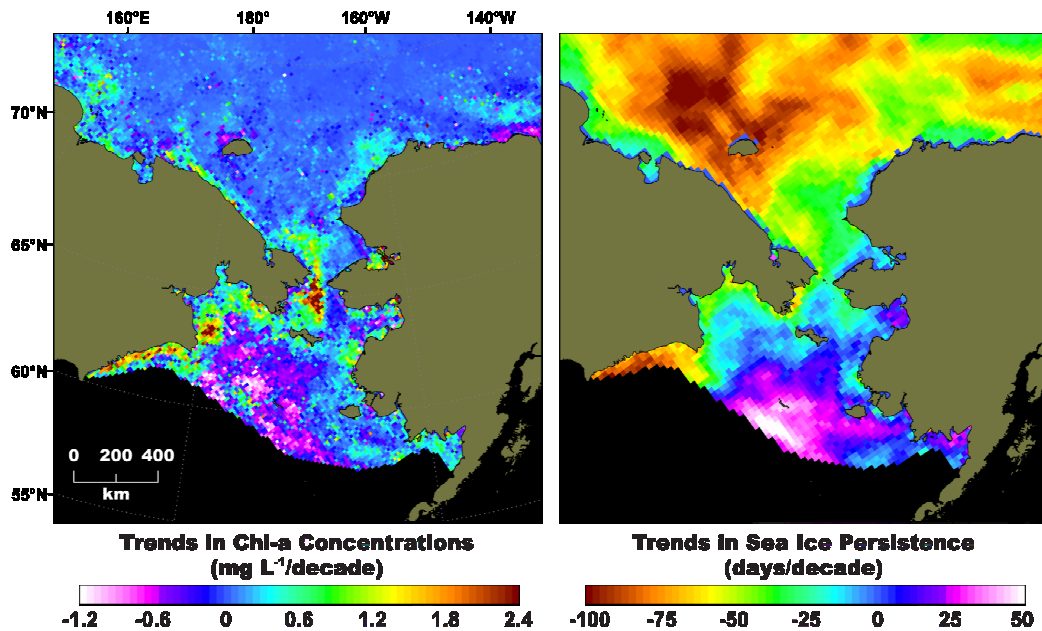 160°E 180° 160°W 140°W
70°N
65°N
60°N
55°N
0 200 400
km
Trends in Chl-a Concentrations
(mg L-1/decade)
-1.2 -0.6 0 0.6 1.2 1.8 2.4
Trends in Sea Ice Persistence
(days/decade)
-100 -75 -50 -25 0 25 50